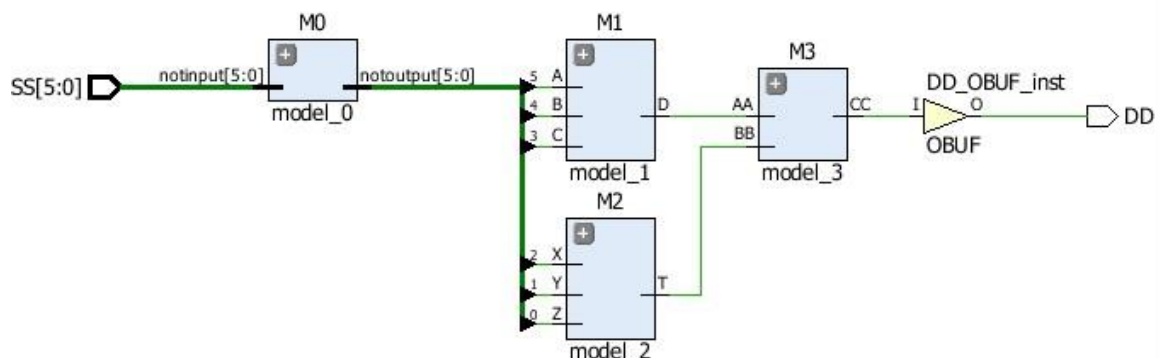 M0
SS[5:0]
notinput[5:0]
notoutput[5:0]
model_0
M1
5 A
4 B
3 C
D
model_1
M2
2 X
1 Y
0 Z
T
model_2
M3
AA
BB
CC
model_3
DD_OBUF_inst
I
O
OBUF
DD